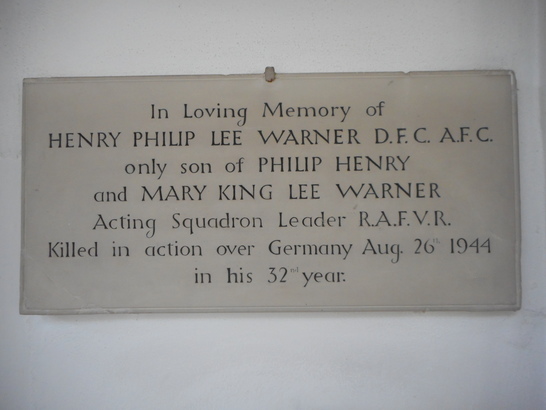 In Loving Memory of
HENRY PHILIP LEE WARNER D.F.C. A.F.C.
only son of PHILIP HENRY
and MARY KING LEE WARNER
Acting Squadron Leader R.A.F.V.R.
Killed in action over Germany Aug. 26th 1944
in his 32nd year.